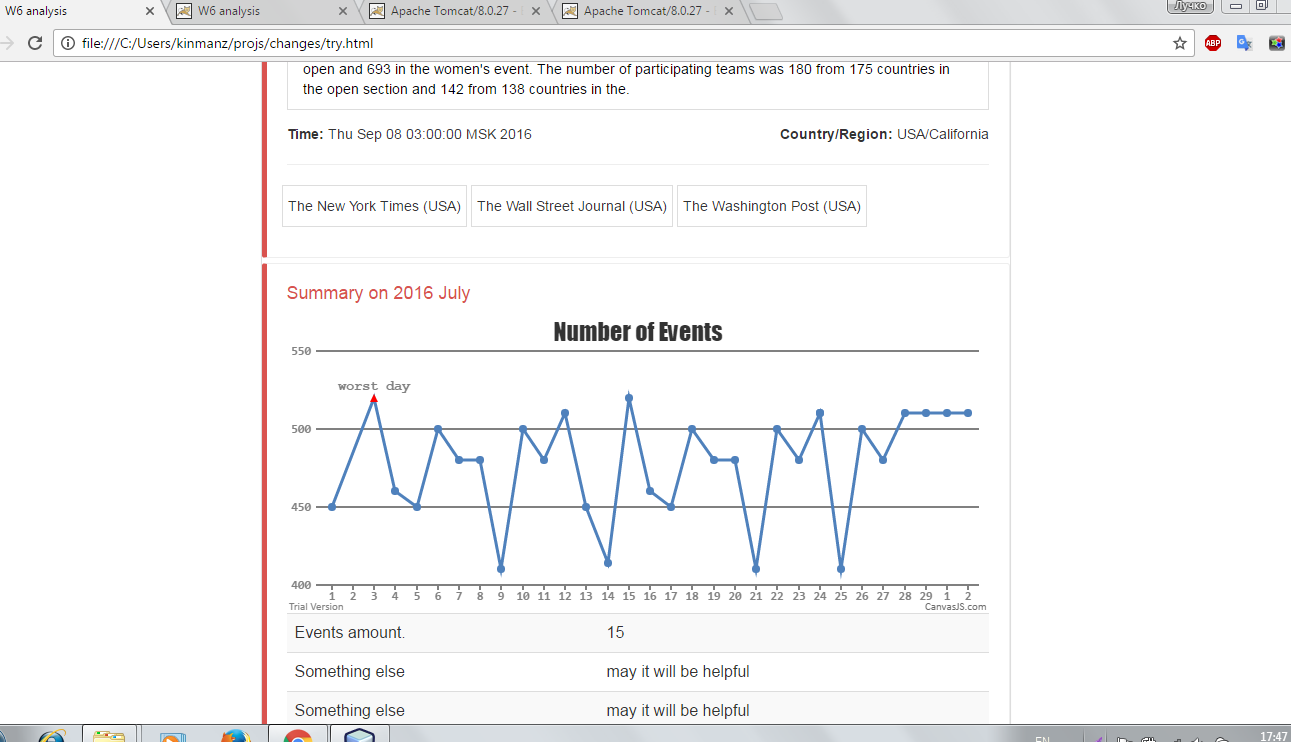 W6 analysis
W6 analysis
Apache Tomcat/8.0.27 -
Apache Tomcat/8.0.27 -
Лучко
file:///C:/Users/kinmanz/projs/changes/try.html
ABP
open and 693 in the women's event. The number of participating teams was 180 from 175 countries in
the open section and 142 from 138 countries in the.
Time: Thu Sep 08 03:00:00 MSK 2016
Country/Region: USA/California
The New York Times (USA)
The Wall Street Journal (USA)
The Washington Post (USA)
Summary on 2016 July
Number of Events
550
worst day
500
450
400
1 2 3 4 5 6 7 8 9 10 11 12 13 14 15 16 17 18 19 20 21 22 23 24 25 26 27 28 29 1 2
Trial Version
CanvasJS.com
Events amount. 15
Something else may it will be helpful
Something else may it will be helpful
EN
17:47